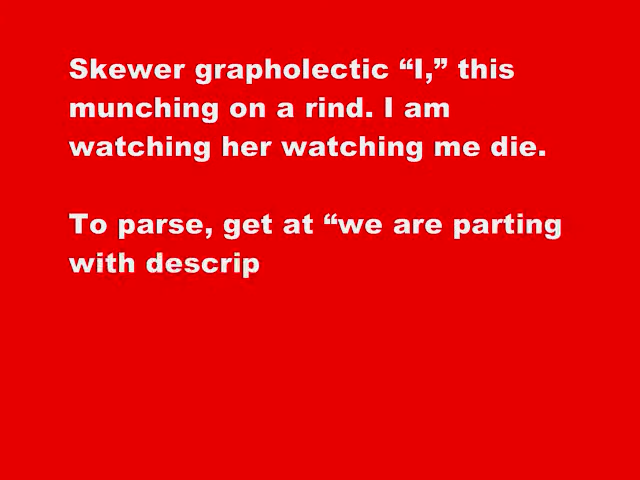 Skewer grapholectic “I,” this
munching on a rind. I am
watching her watching me die.
To parse, get at “we are parting
with descrip